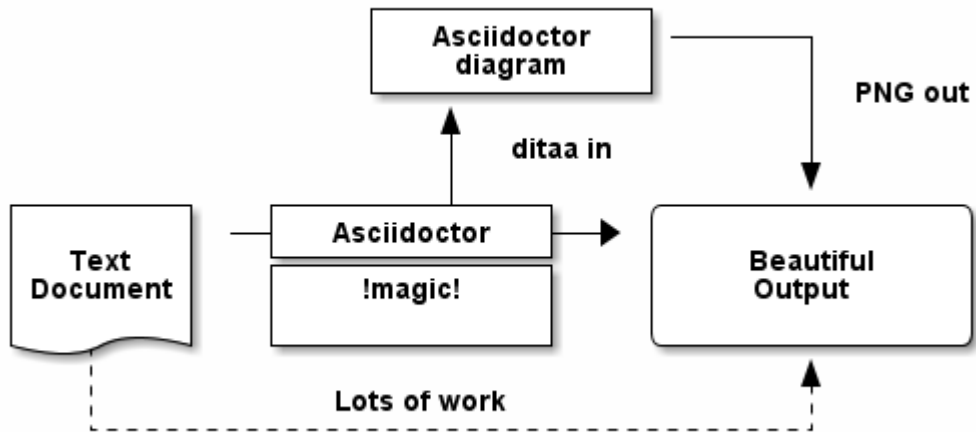 Asciidoctor
diagram
PNG out
ditaa in
Asciidoctor
Text
Document
!magic!
Beautiful
Output
Lots of work